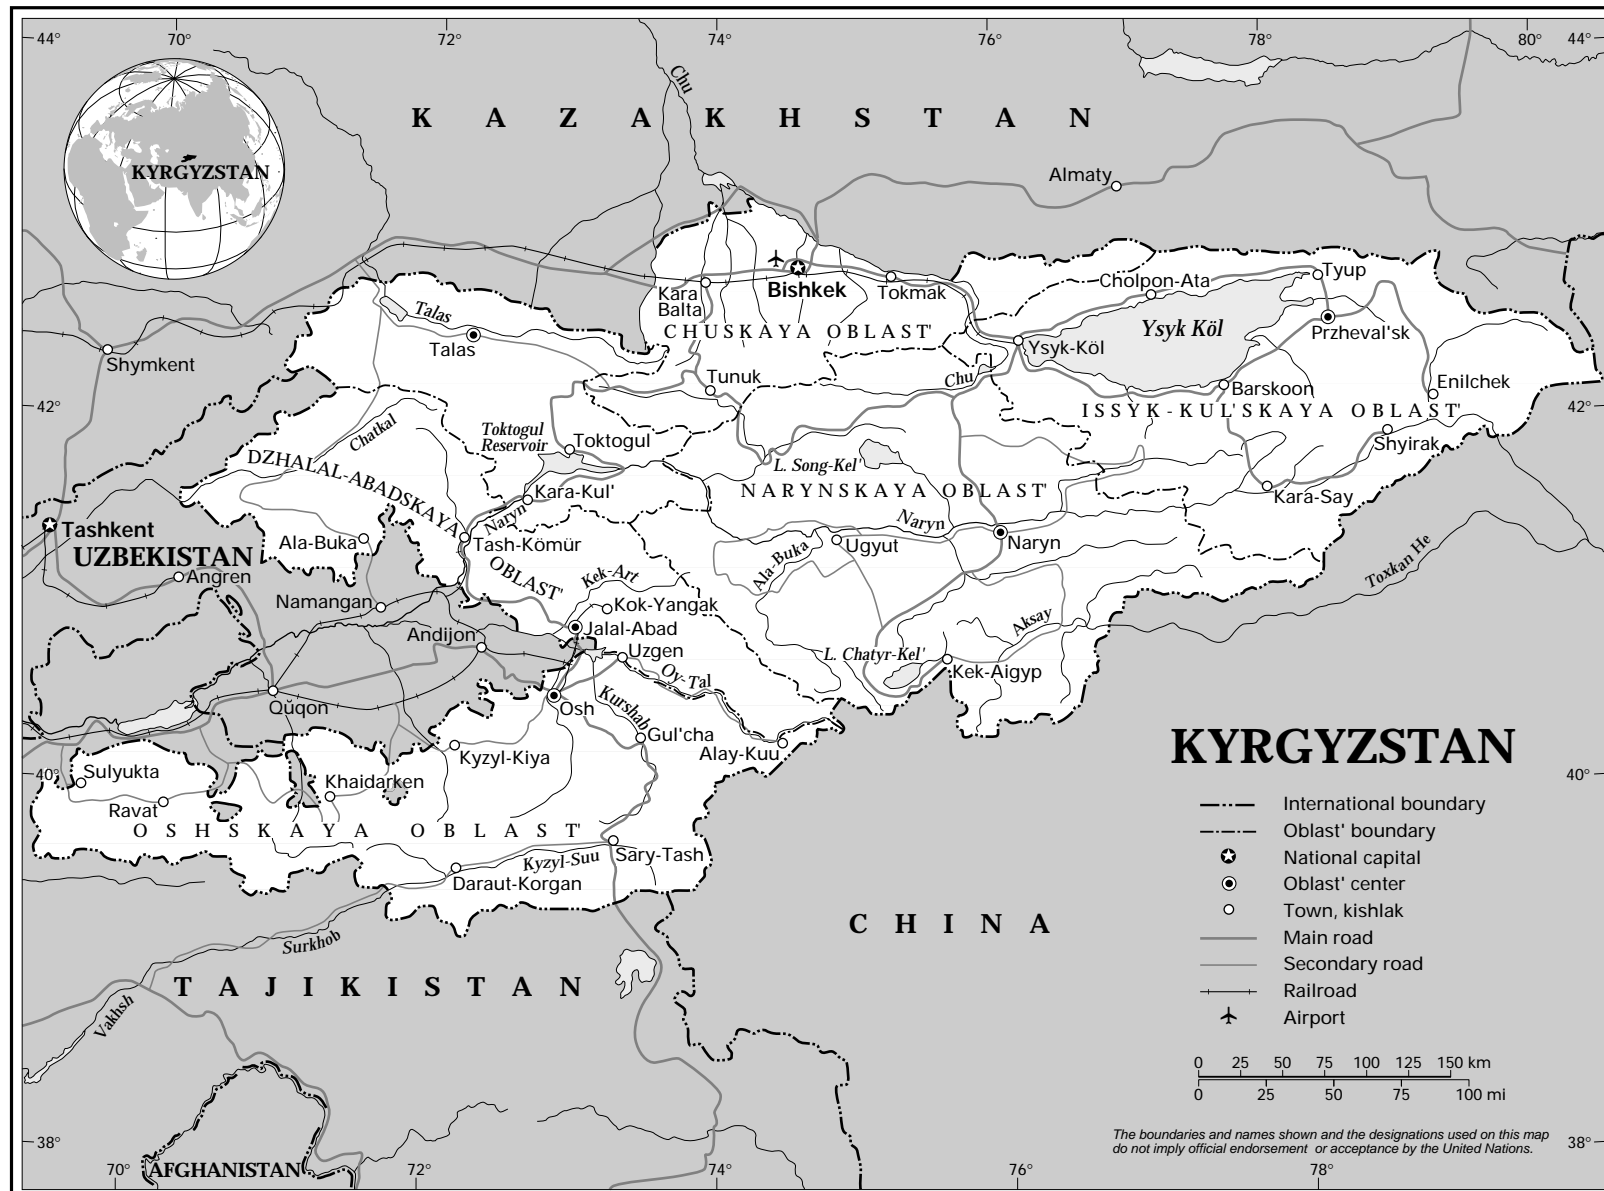 44°
70°
72°
74°
76°
78°
80°
44°
KAZAKHSTAN
Chu
KYRGYZSTAN
Almaty
Bishkek
Kara
Balta
Tokmak
Cholpon-Ata
Tyup
Talas
Talas
CHUSKAYA OBLAST'
Ysyk Köl
Przheval'sk
Shymkent
Ysyk-Köl
Tunuk
Chu
Barskoon
Enilchek
42°
42°
ISSYK-KUL'SKAYA OBLAST'
Chatkal
Toktogul
Reservoir
Toktogul
Shyirak
DZHALAL-ABADSKAYA
OBLAST'
L. Song-Kel'
Kara-Kul'
NARYNSKAYA OBLAST'
Kara-Say
Tashkent
Naryn
Naryn
UZBEKISTAN
Ala-Buka
Tash-Kömür
Ugyut
Naryn
Ala-Buka
Toxkan He
Angren
Kek-Art
Namangan
Kok-Yangak
Andijon
Jalal-Abad
Aksay
Uzgen
L. Chatyr-Kel'
Kek-Aigyp
Oy-Tal
Quqon
Osh
Kurshab
Gul'cha
Alay-Kuu
Kyzyl-Kiya
KYRGYZSTAN
40°
40°
Sulyukta
Khaidarken
Ravat
OSHSKAYA OBLAST'
Kyzyl-Suu
Sary-Tash
Daraut-Korgan
International boundary
Oblast' boundary
National capital
Oblast' center
Town, kishlak
Main road
Secondary road
Railroad
Airport
CHINA
Surkhob
TAJIKISTAN
Vakhsh
0 25 50 75 100 125 150 km
0 25 50 75 100 mi
The boundaries and names shown and the designations used on this map
do not imply official endorsement or acceptance by the United Nations.
38°
38°
AFGHANISTAN
70°
72°
74°
76°
78°